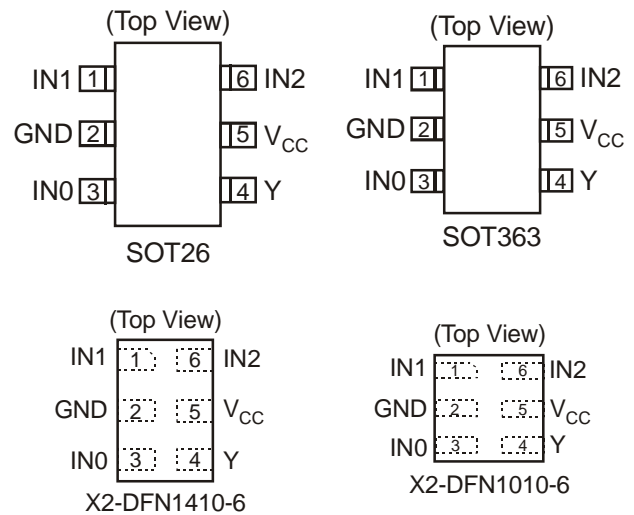 (Top View)
IN1 1 6 IN2
GND 2 5 VCC
IN0 3 4 Y
SOT26
(Top View)
IN1 1 6 IN2
GND 2 5 VCC
IN0 3 4 Y
SOT363
(Top View)
IN1 1 6 IN2
GND 2 5 VCC
IN0 3 4 Y
X2-DFN1410-6
(Top View)
IN1 1 6 IN2
GND 2 5 VCC
IN0 3 4 Y
X2-DFN1010-6